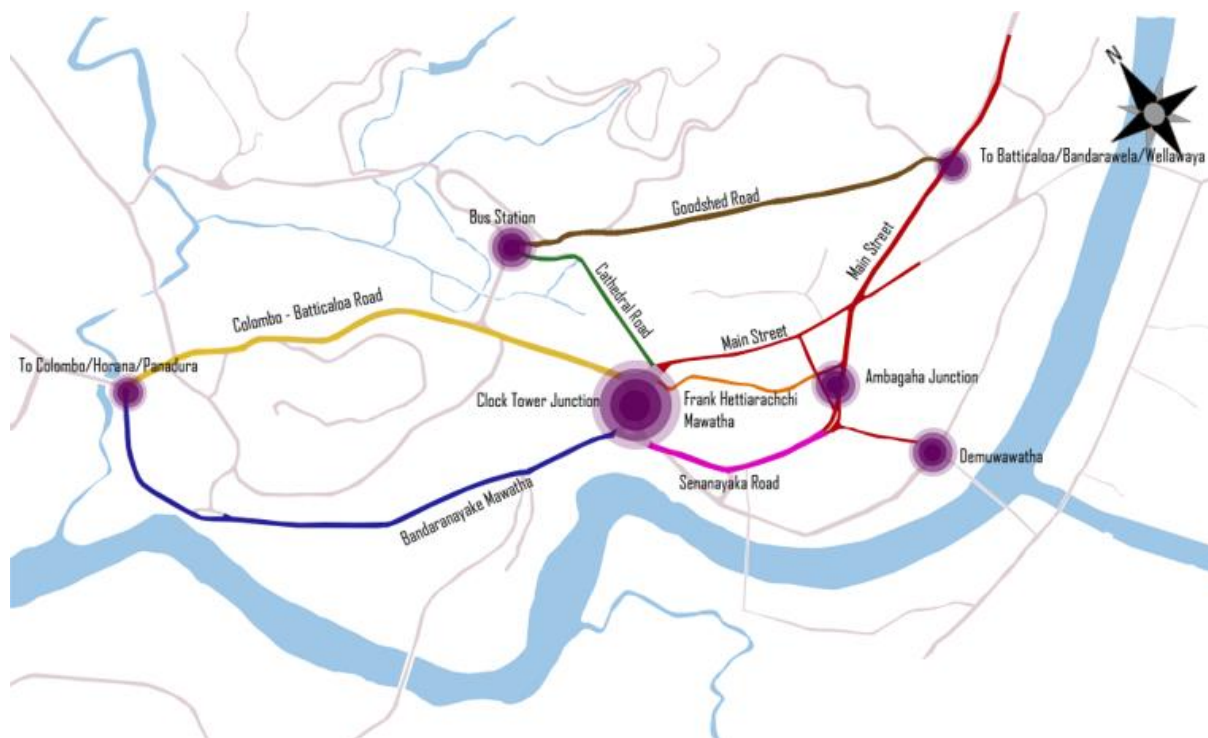 N
To Batticaloa/Bandarawela/Wellawaya
Goodshed Road
Bus Station
Main Street
Cathedral Road
Colombo - Batticaloa Road
Main Street
To Colombo/Horana/Panadura
Ambagaha Junction
Clock Tower Junction
Frank Hettiarachchi
Mawatha
Demuwawatha
Senanayaka Road
Bandaranayake Mawatha